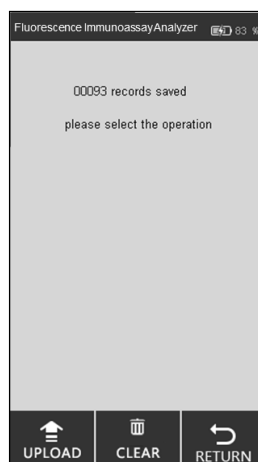 Fluorescence ImmunoassayAnalyzer 83 %
00093 records saved
please select the operation
UPLOAD CLEAR RETURN